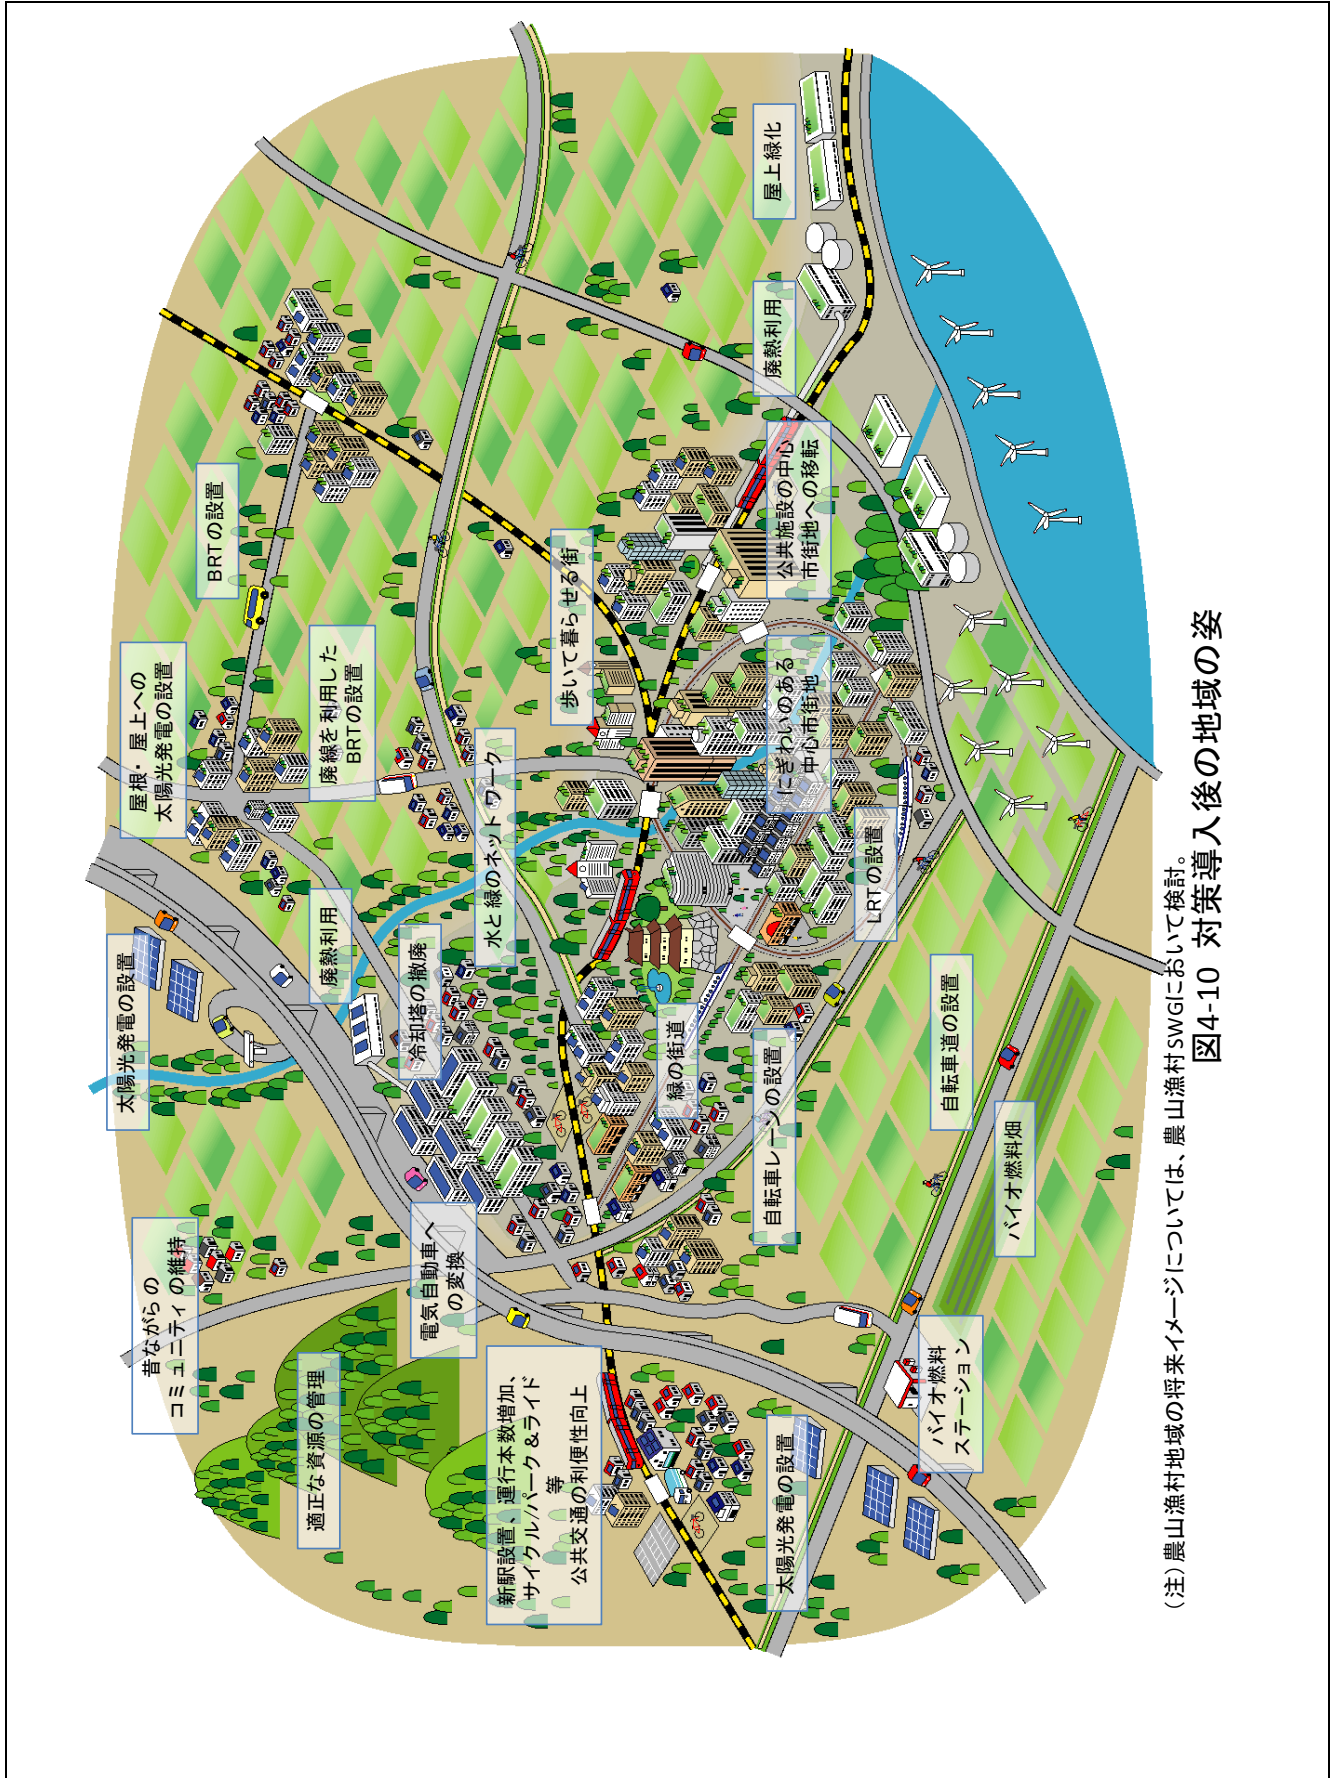 昔ながらの
コミュニティの維持
太陽光発電の設置
屋根・屋上への
太陽光発電の設置
BRTの設置
適正な資源の管理
廃熱利用
廃線を利用した
BRTの設置
電気自動車へ
の変換
冷却塔の撤廃
水と緑のネットワーク
新駅設置、運行本数増加、
サイクル/パーク&ライド
等
公共交通の利便性向上
歩いて暮らせる街
緑の街道
自転車レーンの設置
廃熱利用
屋上緑化
太陽光発電の設置
にぎわいのある
中心市街地
公共施設の中心
市街地への移転
LRTの設置
バイオ燃料
ステーション
自転車道の設置
バイオ燃料畑
（注）農山漁村地域の将来イメージについては、農山漁村SWGにおいて検討。
図4-10 対策導入後の地域の姿